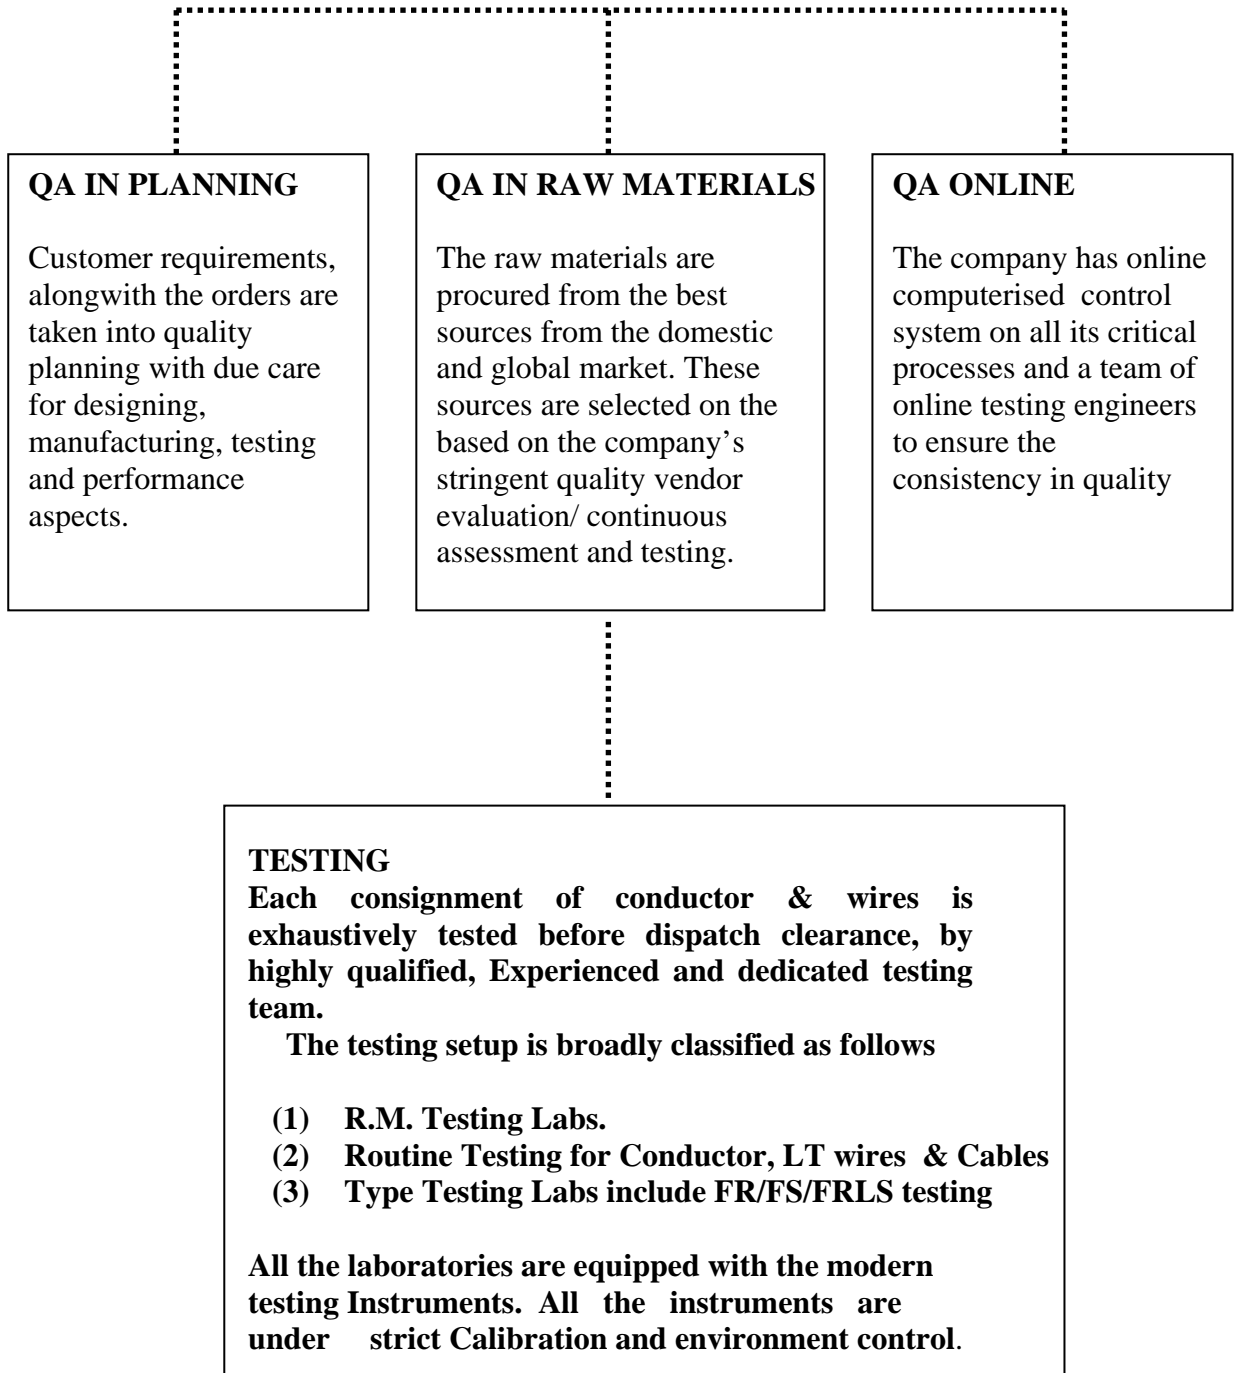 QA IN PLANNING
Customer requirements,
alongwith the orders are
taken into quality
planning with due care
for designing,
manufacturing, testing
and performance
aspects.
QA IN RAW MATERIALS
The raw materials are
procured from the best
sources from the domestic
and global market. These
sources are selected on the
based on the company’s
stringent quality vendor
evaluation/ continuous
assessment and testing.
QA ONLINE
The company has online
computerised control
system on all its critical
processes and a team of
online testing engineers
to ensure the
consistency in quality
TESTING
Each consignment of conductor & wires is
exhaustively tested before dispatch clearance, by
highly qualified, Experienced and dedicated testing
team.
The testing setup is broadly classified as follows
(1) R.M. Testing Labs.
(2) Routine Testing for Conductor, LT wires & Cables
(3) Type Testing Labs include FR/FS/FRLS testing
All the laboratories are equipped with the modern
testing Instruments. All the instruments are
under strict Calibration and environment control.